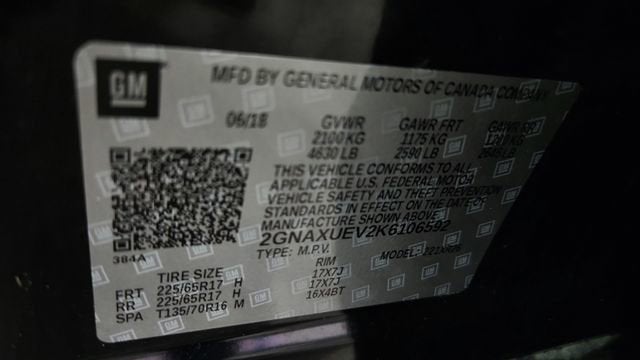 GM
MFD BY GENERAL MOTORS OF CANADA COMPANY
06/18 GVWR GAWR FRT GAWR RR
2100 KG 1175 KG
4630 LB 2590 LB
THIS VEHICLE CONFORMS TO ALL
APPLICABLE U.S. FEDERAL MOTOR
VEHICLE SAFETY AND THEFT PREVENTION
STANDARDS IN EFFECT ON THE DATE OF
MANUFACTURE SHOWN ABOVE
2GNAXUEV2K6106592
384A TYPE: M.P.V. MODEL:
TIRE SIZE RIM
FRT 225/65R17 H 17X7J
RR 225/65R17 H 17X7J
SPA T135/70R16 M 16X4BT